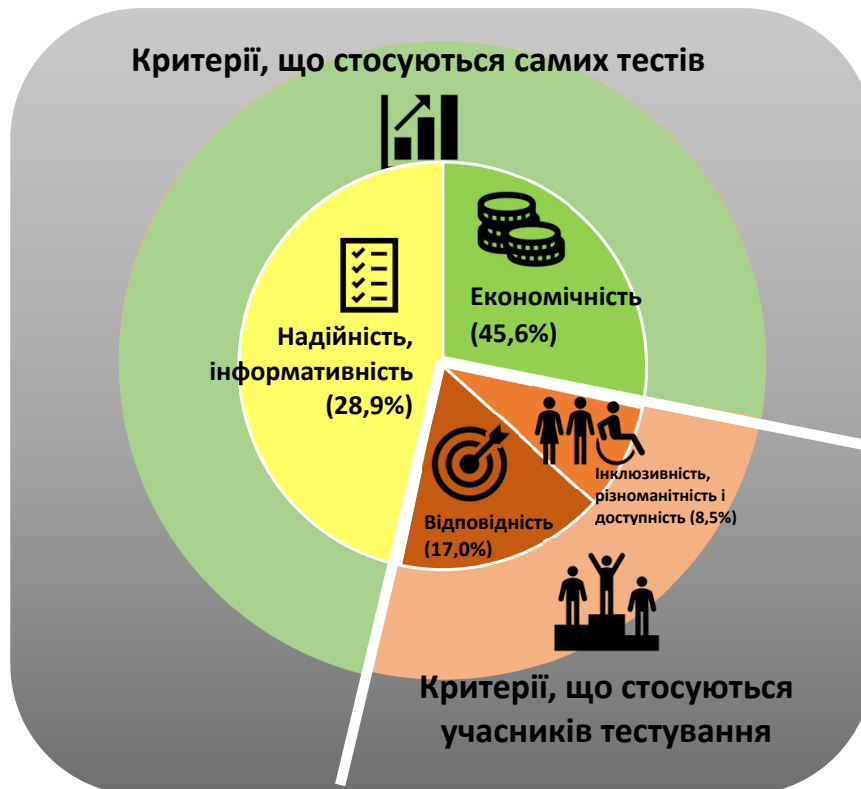 Критерії, що стосуються самих тестів
Економічність
(45,6%)
Надійність,
інформативність
(28,9%)
Інклюзивність,
різноманітність і
доступність (8,5%)
Відповідність
(17,0%)
Критерії, що стосуються
учасників тестування